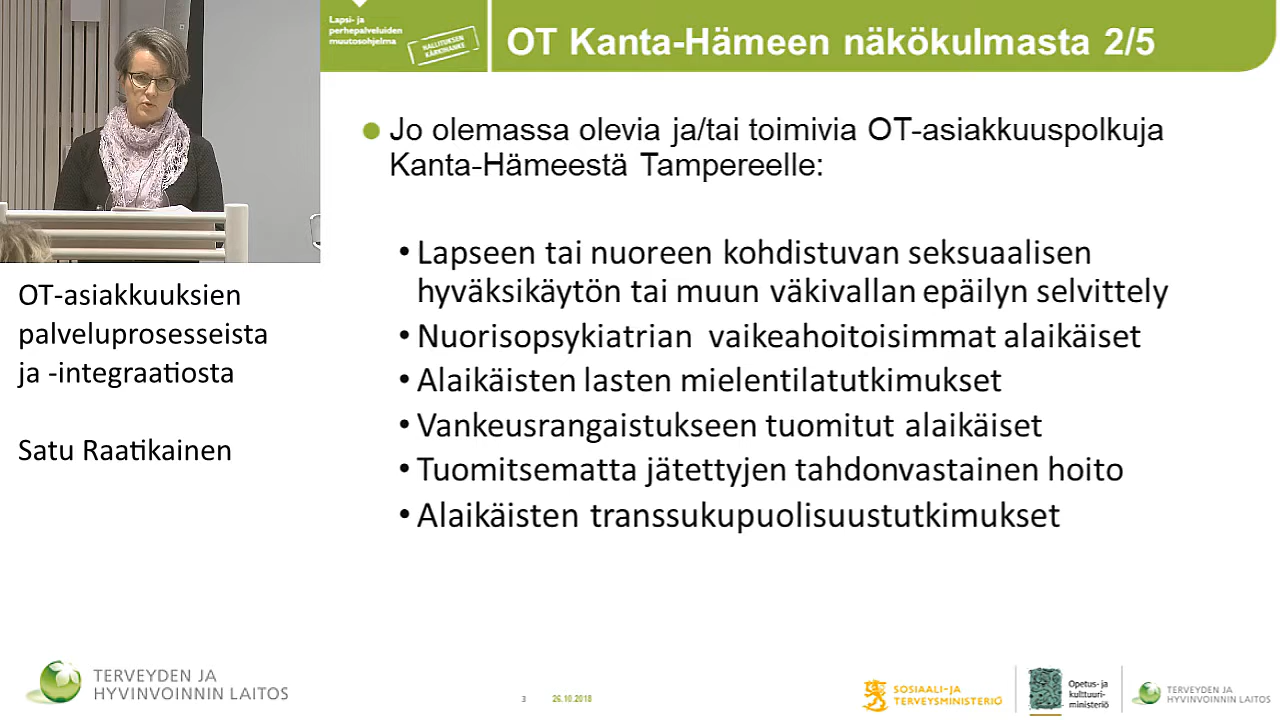 Lapsi- ja
perhepalveluiden
muutosohjelma
HALLITUKSEN
KÄRKIHANKE
OT Kanta-Hämeen näkökulmasta 2/5
Jo olemassa olevia ja/tai toimivia OT-asiakkuuspolkuja
Kanta-Hämeestä Tampereelle:
• Lapseen tai nuoreen kohdistuvan seksuaalisen
hyväksikäytön tai muun väkivallan epäilyn selvittely
• Nuorisopsykiatrian vaikeahoitoisimmat alaikäiset
• Alaikäisten lasten mielentilatutkimukset
• Vankeusrangaistukseen tuomitut alaikäiset
• Tuomitsematta jätettyjen tahdonvastainen hoito
• Alaikäisten transsukupuolisuustutkimukset
OT-asiakkuuksien
palveluprosesseista
ja -integraatiosta
Satu Raatikainen
TERVEYDEN JA
HYVINVOINNIN LAITOS
3
26.10.2018
SOSIAALI- JA
TERVEYSMINISTERIÖ
Opetus- ja
kulttuuri-
ministeriö
TERVEYDEN JA
HYVINVOINNIN LAITOS